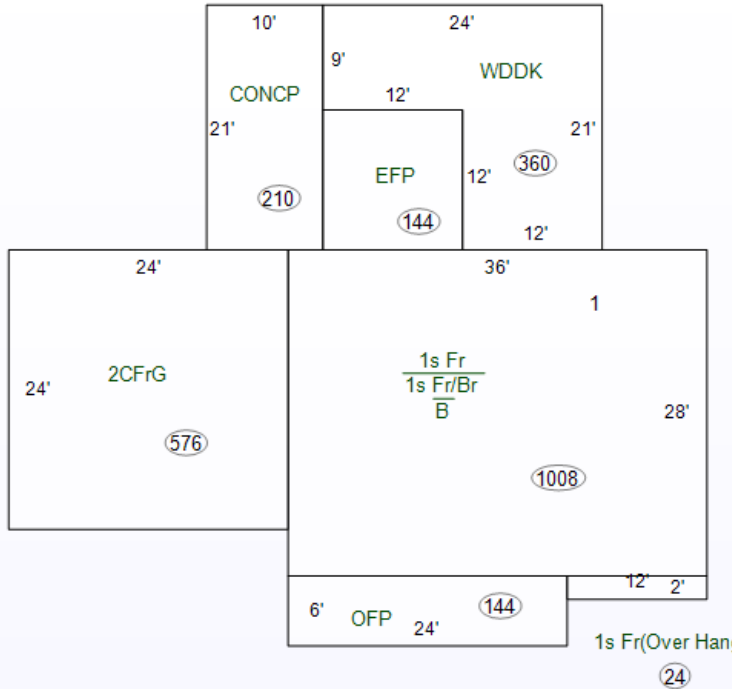 10'
24'
9'
WDDK
CONCP
12'
21'
21'
EFP
12'
360
210
144
12'
24'
36'
1
1s Fr
1s Fr/Br
B
2CFrG
24'
28'
576
1008
12'
2'
6'
OFP
144
24'
1s Fr(Over Hang
24